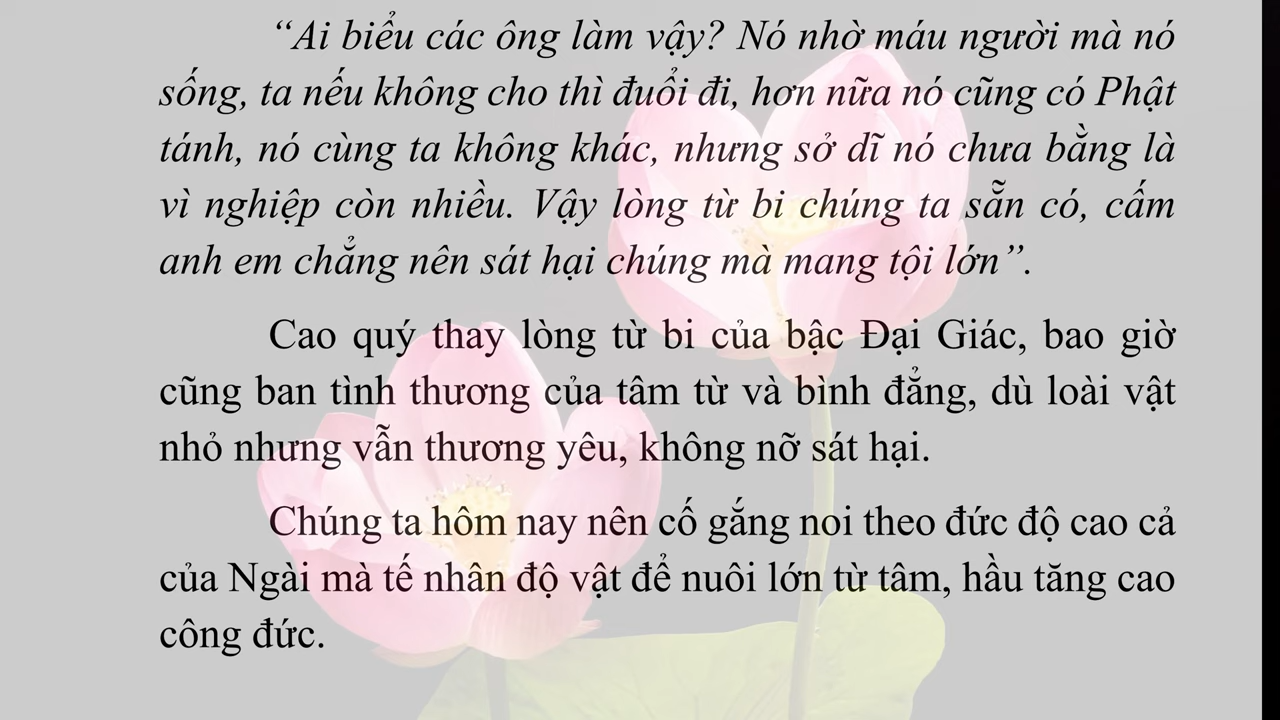 “Ai biểu các ông làm vậy? Nó nhờ máu người mà nó
sống, ta nếu không cho thì đuổi đi, hơn nữa nó cũng có Phật
tánh, nó cùng ta không khác, nhưng sở dĩ nó chưa bằng là
vì nghiệp còn nhiều. Vậy lòng từ bi chúng ta sẵn có, cấm
anh em chẳng nên sát hại chúng mà mang tội lớn”.
Cao quý thay lòng từ bi của bậc Đại Giác, bao giờ
cũng ban tình thương của tâm từ và bình đẳng, dù loài vật
nhỏ nhưng vẫn thương yêu, không nỡ sát hại.
Chúng ta hôm nay nên cố gắng noi theo đức độ cao cả
của Ngài mà tế nhân độ vật để nuôi lớn từ tâm, hầu tăng cao
công đức.